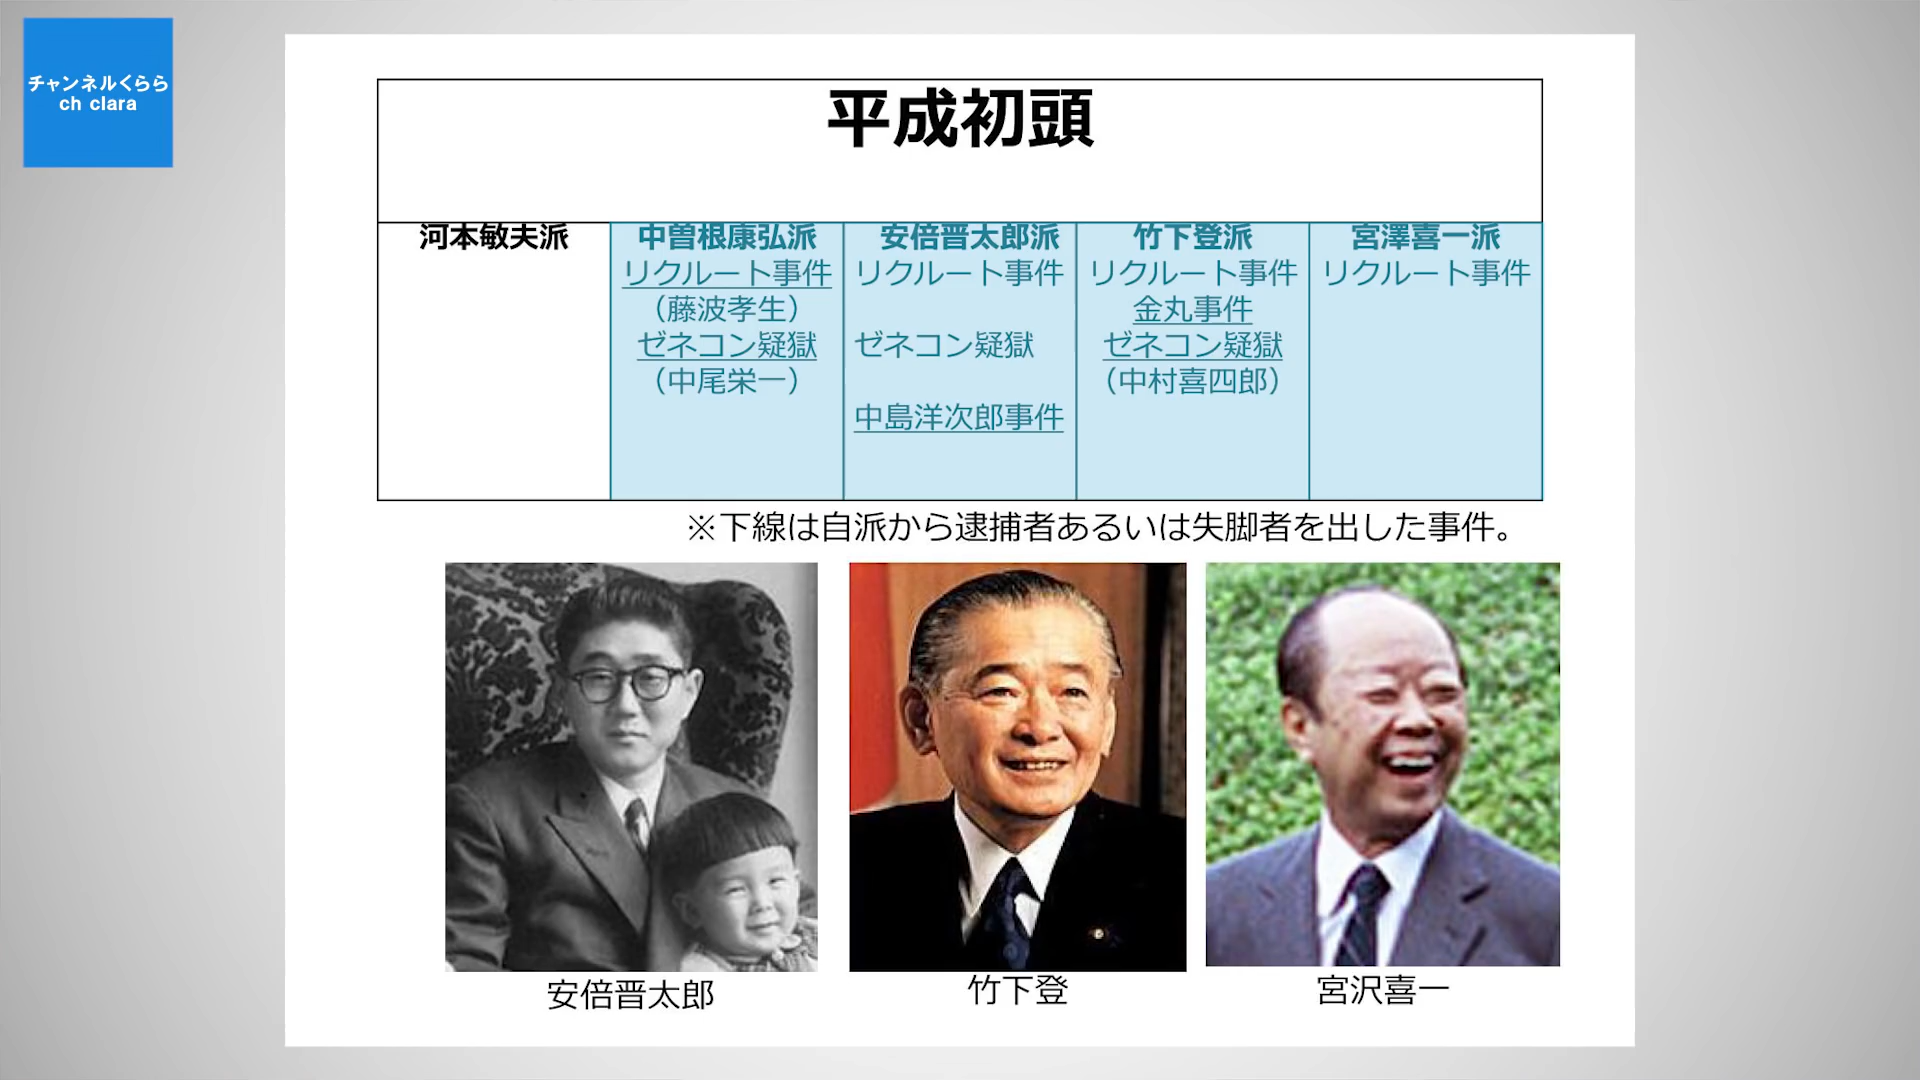 チャンネルくらら
ch clara
平成初頭
河本敏夫派
中曽根康弘派
リクルート事件
（藤波孝生）
ゼネコン疑獄
（中尾栄一）
安倍晋太郎派
リクルート事件
ゼネコン疑獄
中島洋次郎事件
竹下登派
リクルート事件
金丸事件
ゼネコン疑獄
（中村喜四郎）
宮澤喜一派
リクルート事件
※下線は自派から逮捕者あるいは失脚者を出した事件。
安倍晋太郎
竹下登
宮沢喜一